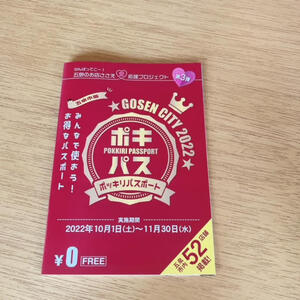 がんばってこー！
五泉のお店ささえ愛応援プロジェクト
第3弾
五泉市版
みんなで使おう！
お得なパスポート
★GOSEN CITY 2022★
ポキ
POKKIRI PASSPORT
パス
ポッキリパスポート
実施期間
2022年10月1日(土)〜11月30日(水)
¥0 FREE
五泉市内
52店舗
掲載！